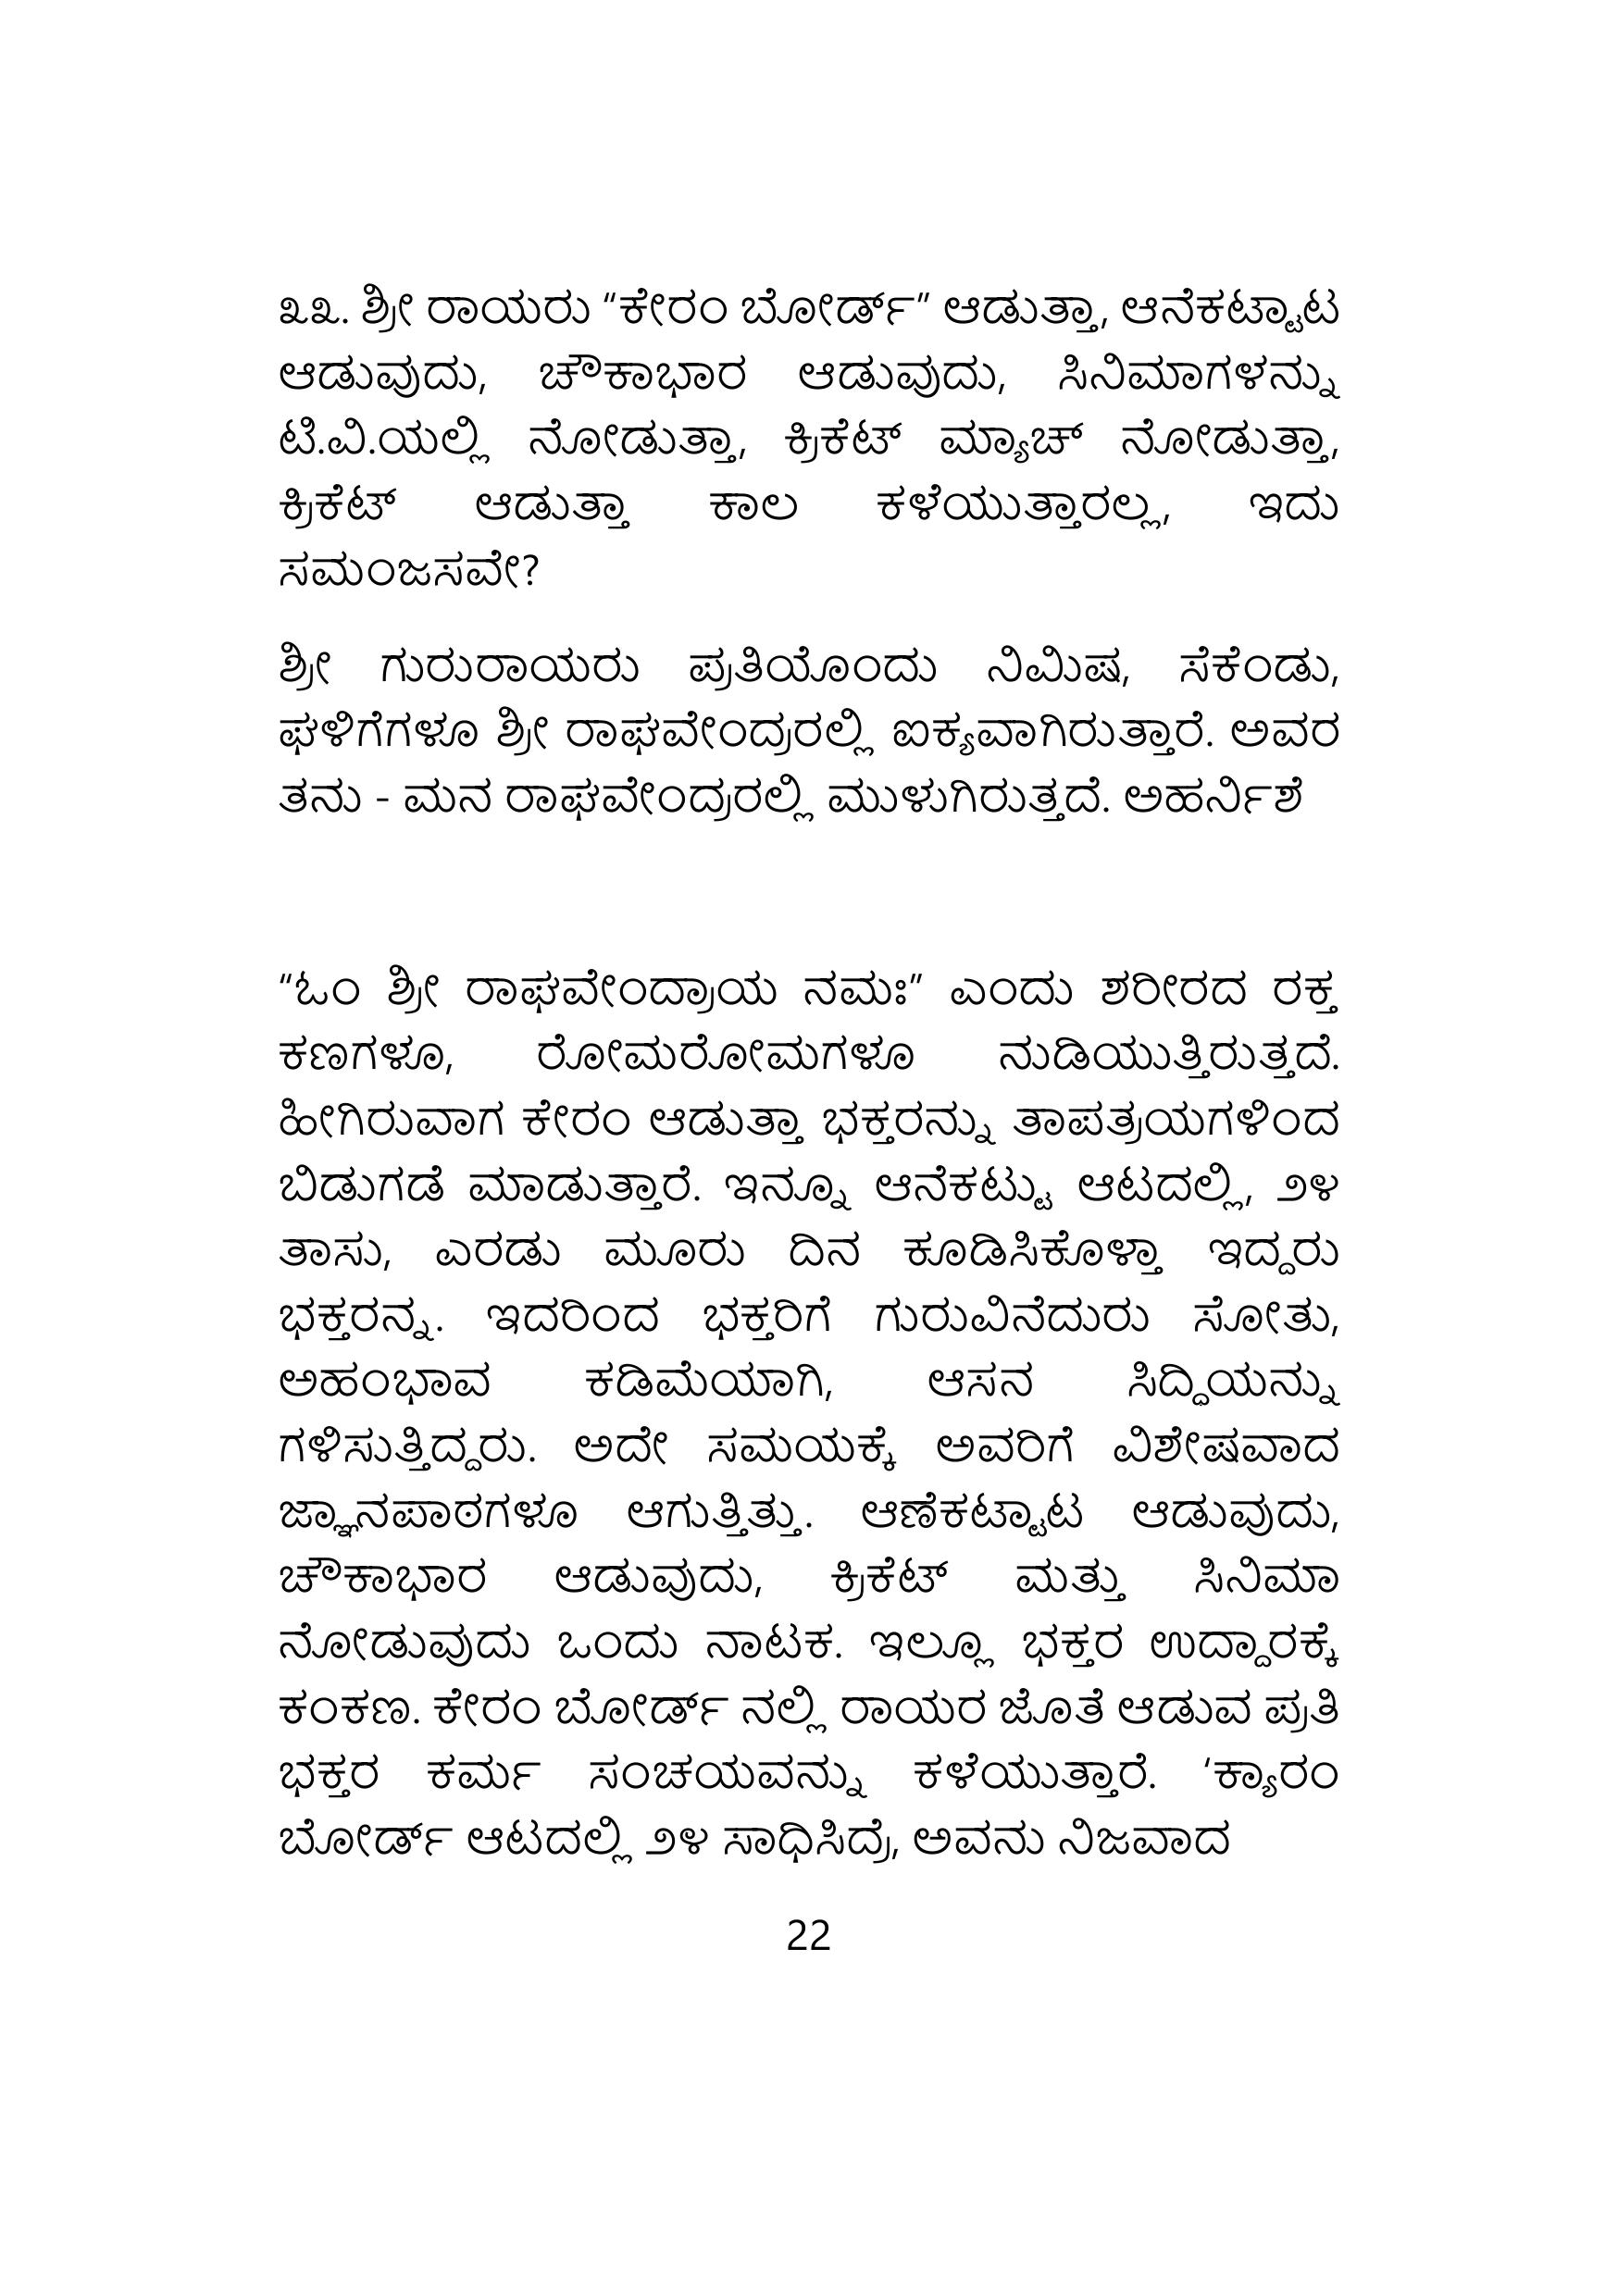 ೩೩. ಶ್ರೀ ರಾಯರು “ಕೇರಂ ಬೋರ್ಡ್” ಆಡುತ್ತಾ, ಆನೆಕಟ್ಟಾಟ
ಆಡುವುದು, ಚೌಕಾಭಾರ ಆಡುವುದು, ಸಿನಿಮಾಗಳನ್ನು
ಟಿ.ವಿ.ಯಲ್ಲಿ ನೋಡುತ್ತಾ, ಕ್ರಿಕೆಟ್ ಮ್ಯಾಚ್ ನೋಡುತ್ತಾ,
ಕ್ರಿಕೆಟ್ ಆಡುತ್ತಾ ಕಾಲ ಕಳೆಯುತ್ತಾರಲ್ಲ, ಇದು
ಸಮಂಜಸವೇ?
ಶ್ರೀ ಗುರುರಾಯರು ಪ್ರತಿಯೊಂದು ನಿಮಿಷ, ಸೆಕೆಂಡು,
ಘಳಿಗೆಗಳೂ ಶ್ರೀ ರಾಘವೇಂದ್ರರಲ್ಲಿ ಐಕ್ಯವಾಗಿರುತ್ತಾರೆ. ಅವರ
ತನು - ಮನ ರಾಘವೇಂದ್ರರಲ್ಲಿ ಮುಳುಗಿರುತ್ತದೆ. ಅಹರ್ನಿಶೆ
“ಓಂ ಶ್ರೀ ರಾಘವೇಂದ್ರಾಯ ನಮಃ” ಎಂದು ಶರೀರದ ರಕ್ತ
ಕಣಗಳೂ, ರೋಮರೋಮಗಳೂ ನುಡಿಯುತ್ತಿರುತ್ತದೆ.
ಹೀಗಿರುವಾಗ ಕೇರಂ ಆಡುತ್ತಾ ಭಕ್ತರನ್ನು ತಾಪತ್ರಯಗಳಿಂದ
ಬಿಡುಗಡೆ ಮಾಡುತ್ತಾರೆ. ಇನ್ನೂ ಆನೆಕಟ್ಟು ಆಟದಲ್ಲಿ, ೨೪
ತಾಸು, ಎರಡು ಮೂರು ದಿನ ಕೂಡಿಸಿಕೊಳ್ತಾ ಇದ್ದರು
ಭಕ್ತರನ್ನ. ಇದರಿಂದ ಭಕ್ತರಿಗೆ ಗುರುವಿನೆದುರು ಸೋತು,
ಅಹಂಭಾವ ಕಡಿಮೆಯಾಗಿ, ಆಸನ ಸಿದ್ಧಿಯನ್ನು
ಗಳಿಸುತ್ತಿದ್ದರು. ಅದೇ ಸಮಯಕ್ಕೆ ಅವರಿಗೆ ವಿಶೇಷವಾದ
ಜ್ಞಾನಪಾಠಗಳೂ ಆಗುತ್ತಿತ್ತು. ಆಣೆಕಟ್ಟಾಟ ಆಡುವುದು,
ಚೌಕಾಭಾರ ಆಡುವುದು, ಕ್ರಿಕೆಟ್ ಮತ್ತು ಸಿನಿಮಾ
ನೋಡುವುದು ಒಂದು ನಾಟಕ. ಇಲ್ಲೂ ಭಕ್ತರ ಉದ್ದಾರಕ್ಕೆ
ಕಂಕಣ. ಕೇರಂ ಬೋರ್ಡ್ ನಲ್ಲಿ ರಾಯರ ಜೊತೆ ಆಡುವ ಪ್ರತಿ
ಭಕ್ತರ ಕರ್ಮ ಸಂಚಯವನ್ನು ಕಳೆಯುತ್ತಾರೆ. ‘ಕ್ಯಾರಂ
ಬೋರ್ಡ್ ಆಟದಲ್ಲಿ ೨೪ ಸಾಧಿಸಿದ್ರೆ, ಅವನು ನಿಜವಾದ
22